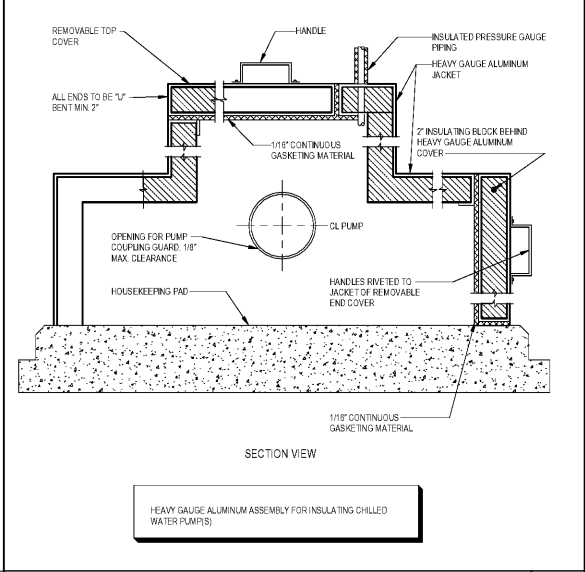 REMOVABLE TOP
COVER
HANDLE
INSULATED PRESSURE GAUGE
PIPING
HEAVY GAUGE ALUMINUM
JACKET
ALL ENDS TO BE "U"
BENT MIN. 2"
2" INSULATING BLOCK BEHIND
HEAVY GAUGE ALUMINUM
COVER
1/16" CONTINUOUS
GASKETING MATERIAL
CL PUMP
OPENING FOR PUMP
COUPLING GUARD. 1/8"
MAX. CLEARANCE
HANDLES RIVETED TO
JACKET OF REMOVABLE
END COVER
HOUSEKEEPING PAD
1/16" CONTINUOUS
GASKETING MATERIAL
SECTION VIEW
HEAVY GAUGE ALUMINUM ASSEMBLY FOR INSULATING CHILLED
WATER PUMP(S)